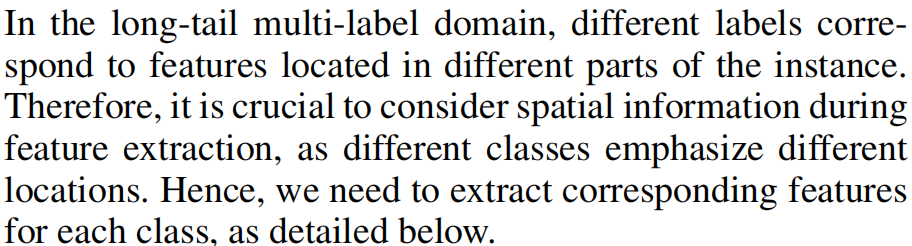 In the long-tail multi-label domain, different labels corre-
spond to features located in different parts of the instance.
Therefore, it is crucial to consider spatial information during
feature extraction, as different classes emphasize different
locations. Hence, we need to extract corresponding features
for each class, as detailed below.